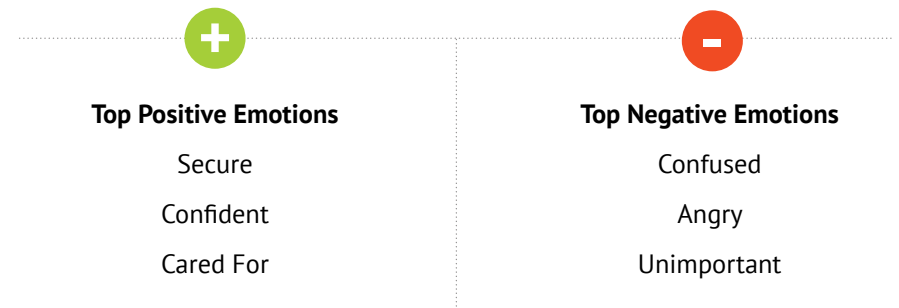 +
Top Positive Emotions
Secure
Confident
Cared For
-
Top Negative Emotions
Confused
Angry
Unimportant